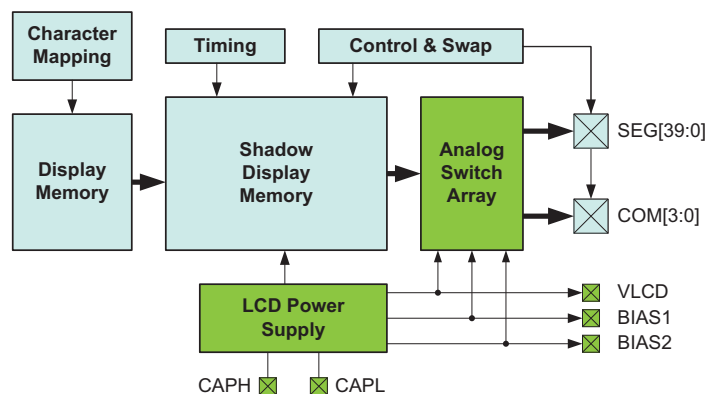 Character
Mapping
Timing
Control & Swap
Display
Memory
Shadow
Display
Memory
Analog
Switch
Array
SEG[39:0]
COM[3:0]
LCD Power
Supply
VLCD
BIAS1
BIAS2
CAPH
CAPL